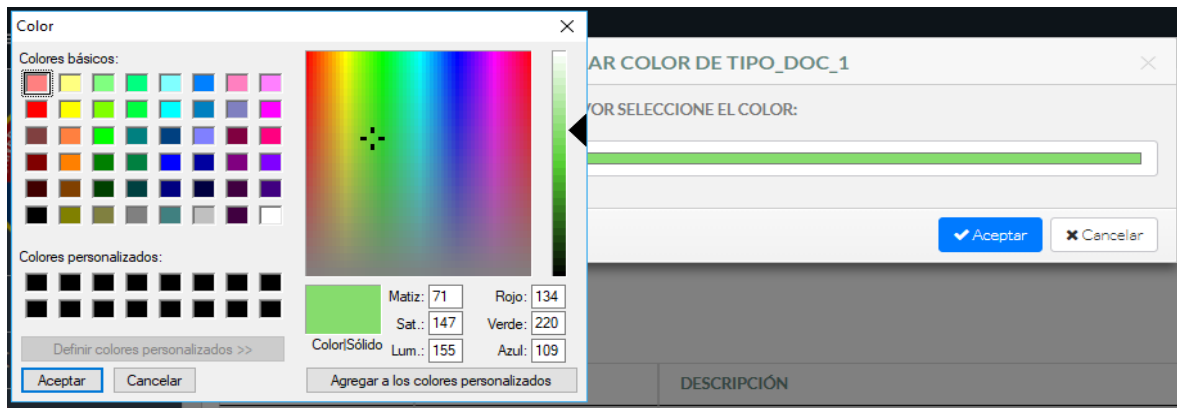 Color
Colores básicos:
Colores personalizados:
Definir colores personalizados >>
Aceptar Cancelar
Matiz: 71 Rojo: 134
Sat.: 147 Verde: 220
Color|Sólido Lum.: 155 Azul: 109
Agregar a los colores personalizados
AR COLOR DE TIPO_DOC_1
VOR SELECCIONE EL COLOR:
Aceptar Cancelar
DESCRIPCIÓN